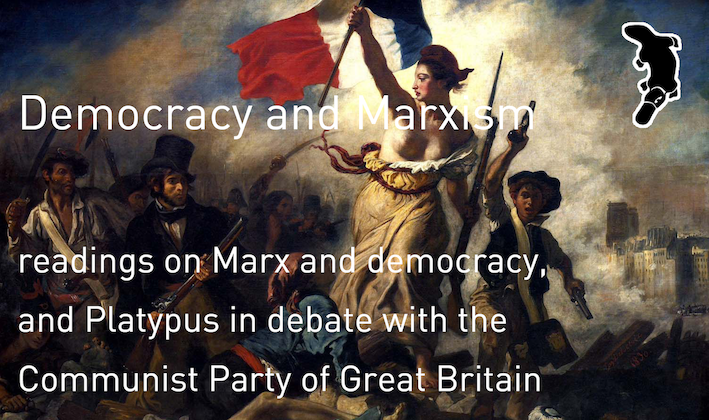 Democracy and Marxism
readings on Marx and democracy,
and Platypus in debate with the
Communist Party of Great Britain